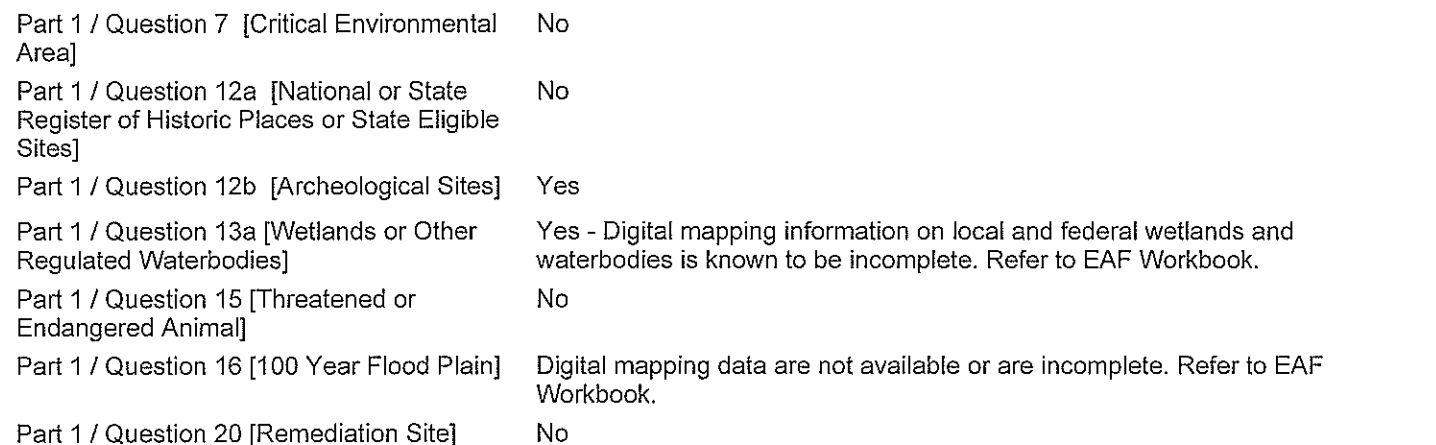 Part 1 / Question 7 [Critical Environmental Area] No
Part 1 / Question 12a [National or State Register of Historic Places or State Eligible Sites] No
Part 1 / Question 12b [Archeological Sites] Yes
Part 1 / Question 13a [Wetlands or Other Regulated Waterbodies] Yes - Digital mapping information on local and federal wetlands and waterbodies is known to be incomplete. Refer to EAF Workbook.
Part 1 / Question 15 [Threatened or Endangered Animal] No
Part 1 / Question 16 [100 Year Flood Plain] Digital mapping data are not available or are incomplete. Refer to EAF Workbook.
Part 1 / Question 20 [Remediation Site] No